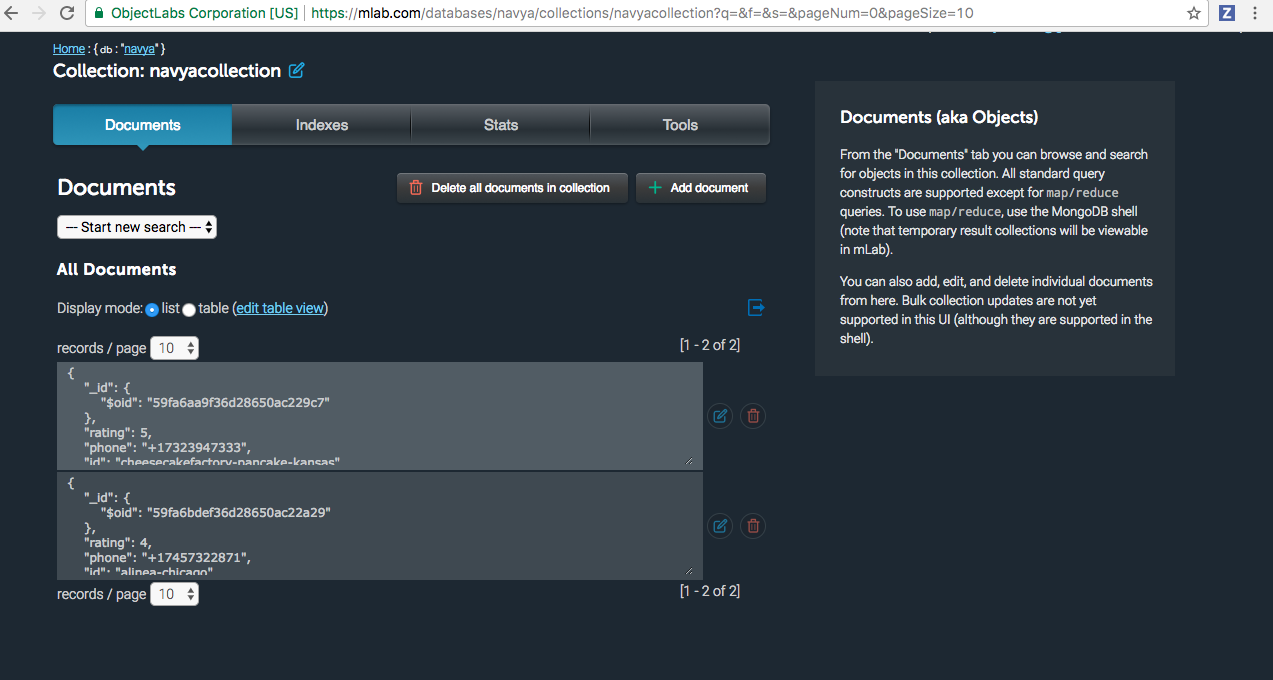 ObjectLabs Corporation [US] https://mlab.com/databases/navya/collections/navyacollection?q=&f=&s=&pageNum=0&pageSize=10
Z
Home : { db : "navya" }
Collection: navyacollection
Documents Indexes Stats Tools
Documents
Delete all documents in collection
Add document
--- Start new search ---
All Documents
Display mode: list table (edit table view)
records / page 10 [1 - 2 of 2]
{
"_id": {
"$oid": "59fa6aa9f36d28650ac229c7"
},
"rating": 5,
"phone": "+17323947333",
"id": "cheesecakefactory-pancake-kansas"
{
"_id": {
"$oid": "59fa6bdef36d28650ac22a29"
},
"rating": 4,
"phone": "+17457322871",
"id": "alinea-chicago"
records / page 10 [1 - 2 of 2]
Documents (aka Objects)
From the "Documents" tab you can browse and search
for objects in this collection. All standard query
constructs are supported except for map/reduce
queries. To use map/reduce, use the MongoDB shell
(note that temporary result collections will be viewable
in mLab).
You can also add, edit, and delete individual documents
from here. Bulk collection updates are not yet
supported in this UI (although they are supported in the
shell).